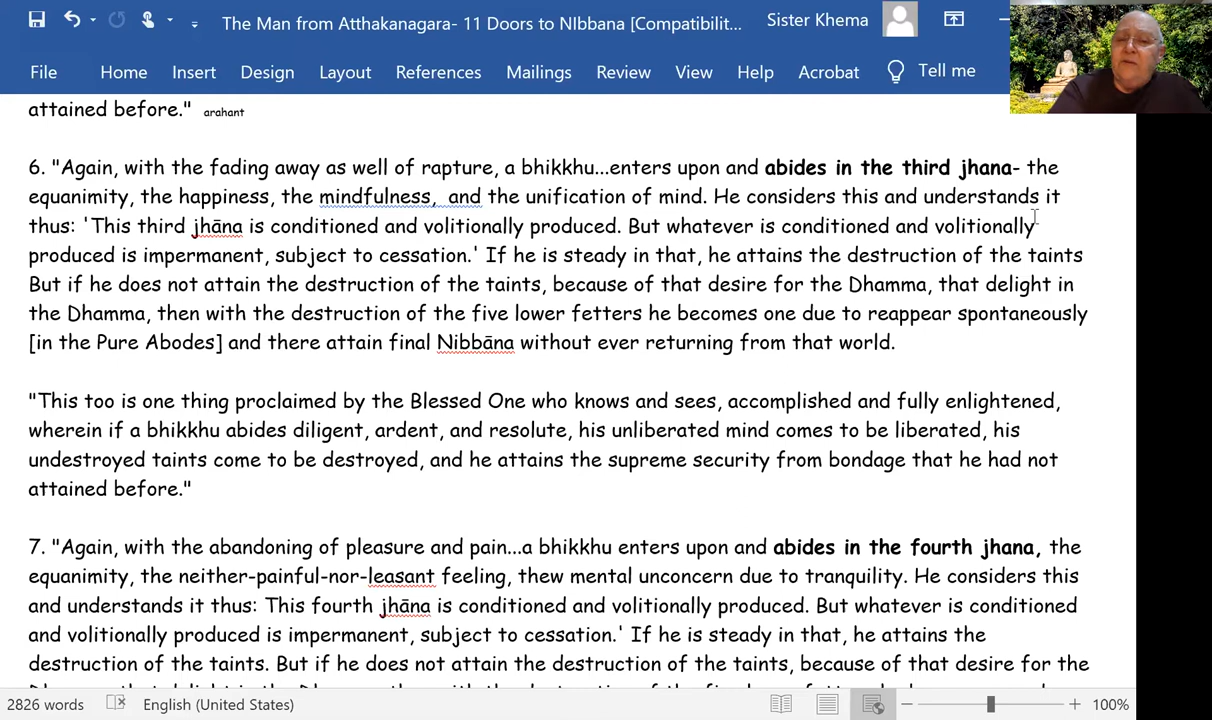 The Man from Atthakanagara- 11 Doors to NIbbana [Compatibilit... Sister Khema
File Home Insert Design Layout References Mailings Review View Help Acrobat Tell me
attained before." arahant
6. "Again, with the fading away as well of rapture, a bhikkhu...enters upon and abides in the third jhana- the
equanimity, the happiness, the mindfulness, and the unification of mind. He considers this and understands it
thus: 'This third jhāna is conditioned and volitionally produced. But whatever is conditioned and volitionally
produced is impermanent, subject to cessation.' If he is steady in that, he attains the destruction of the taints
But if he does not attain the destruction of the taints, because of that desire for the Dhamma, that delight in
the Dhamma, then with the destruction of the five lower fetters he becomes one due to reappear spontaneously
[in the Pure Abodes] and there attain final Nibbāna without ever returning from that world.
"This too is one thing proclaimed by the Blessed One who knows and sees, accomplished and fully enlightened,
wherein if a bhikkhu abides diligent, ardent, and resolute, his unliberated mind comes to be liberated, his
undestroyed taints come to be destroyed, and he attains the supreme security from bondage that he had not
attained before."
7. "Again, with the abandoning of pleasure and pain...a bhikkhu enters upon and abides in the fourth jhana, the
equanimity, the neither-painful-nor-leasant feeling, thew mental unconcern due to tranquility. He considers this
and understands it thus: This fourth jhāna is conditioned and volitionally produced. But whatever is conditioned
and volitionally produced is impermanent, subject to cessation.' If he is steady in that, he attains the
destruction of the taints. But if he does not attain the destruction of the taints, because of that desire for the
2826 words English (United States) 100%